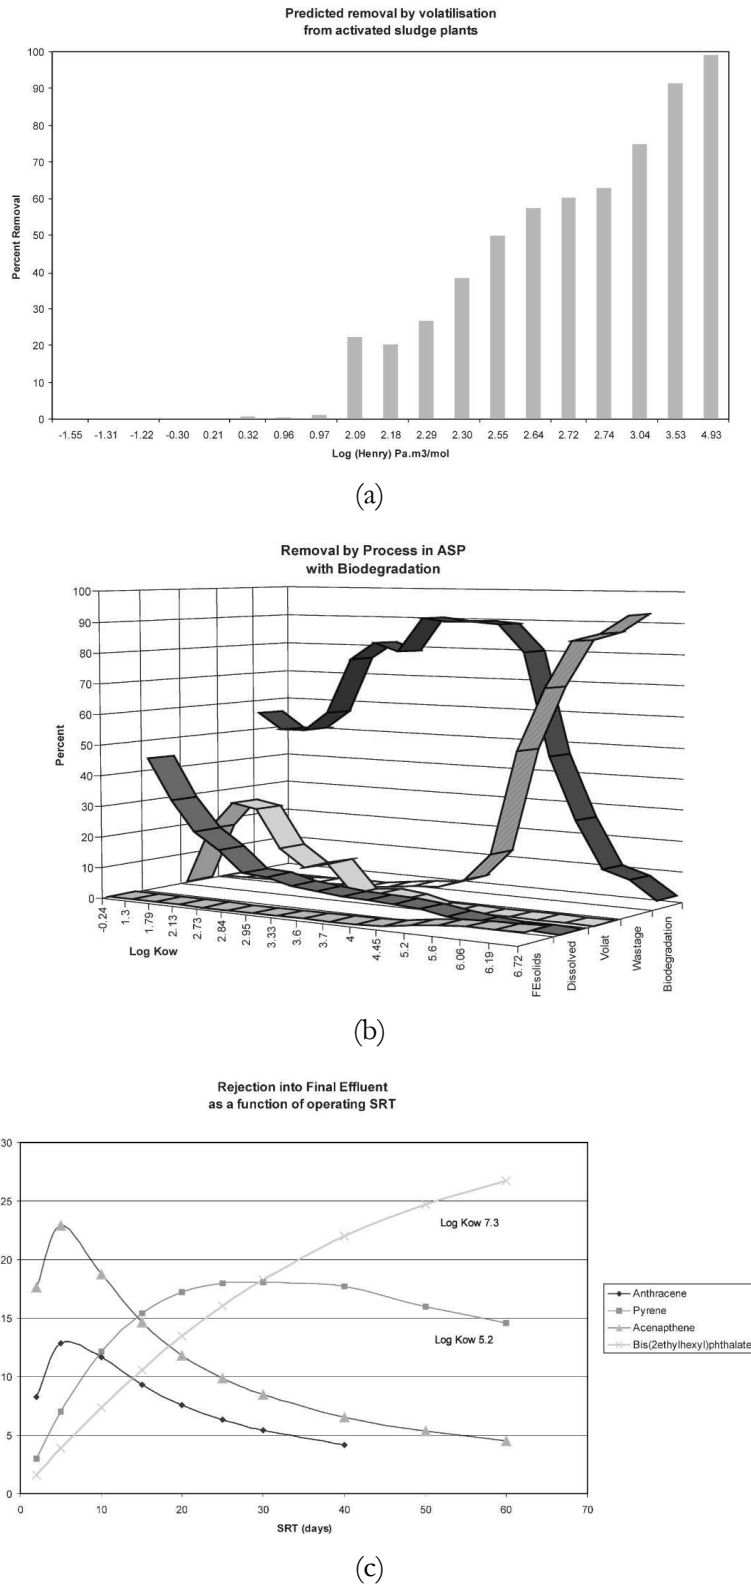 Predicted removal by volatilisation
from activated sludge plants
100
90
80
70
60
50
40
30
20
10
0
Percent Removal
-1.55 -1.31 -1.22 -0.30 0.21 0.32 0.96 0.97 2.09 2.18 2.29 2.30 2.55 2.64 2.72 2.74 3.04 3.53 4.93
Log (Henry) Pa.m3/mol
(a)
Removal by Process in ASP
with Biodegradation
100
90
80
70
60
50
40
30
20
10
0
Percent
-0.24 1.3 1.79 2.13 2.73 2.84 2.95 3.33 3.6 3.7 4 4.45 5.2 5.6 6.06 6.19 6.72
Log Kow
FEsolids
Dissolved
Volat
Wastage
Biodegradation
(b)
Rejection into Final Effluent
as a function of operating SRT
30
25
20
15
10
5
0
Log Kow 7.3
Log Kow 5.2
Anthracene
Pyrene
Acenapthene
Bis(2ethylhexyl)phthalate
0 10 20 30 40 50 60 70
SRT (days)
(c)